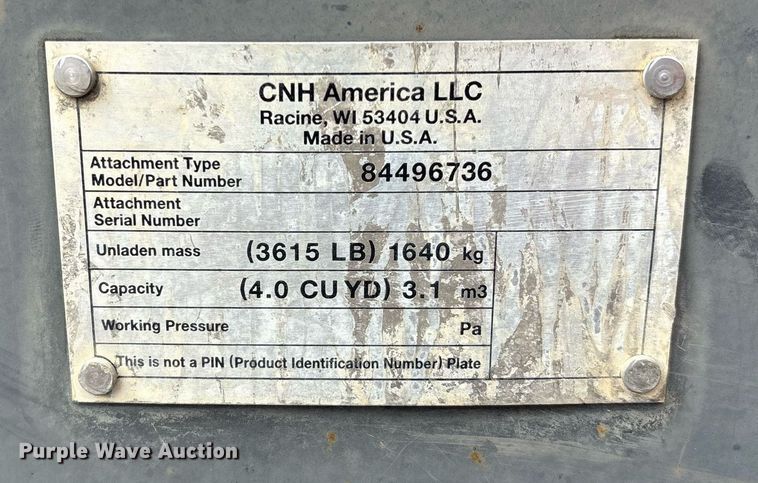 CNH America LLC
Racine, WI 53404 U.S.A.
Made in U.S.A.
Attachment Type
Model/Part Number 84496736
Attachment
Serial Number
Unladen mass (3615 LB) 1640 kg
Capacity (4.0 CU YD) 3.1 m3
Working Pressure Pa
This is not a PIN (Product Identification Number) Plate
Purple Wave Auction